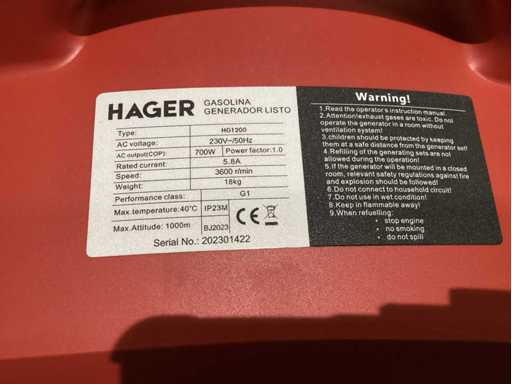 HAGER GASOLINA
GENERADOR LISTO
Type: HG1200
AC voltage: 230V~/50Hz
AC output(COP): 700W Power factor:1.0
Rated current: 5.8A
Speed: 3600 r/min
Weight: 18kg
Performance class: G1
Max.temperature:40°C IP23M
Max.Attitude: 1000m BJ2023
CE
Serial No.: 202301422
Warning!
1.Read the operator's instruction manual.
2.Attention!exhaust gases are toxic. Do not
operate the generator in a room without
ventilation system!
3.children should be protected by keeping
them at a safe distance from the generator self
4.Refilling of the generating sets are not
allowed during the operation!
5.If the generator will be mounted in a closed
room, relevant safety regulations against fire
and explosion should be followed!
6.Do not connect to household circuit!
7.Do not use in wet condition!
8.Keep in flammable away!
9.When refuelling:
• stop engine
• no smoking
• do not spill